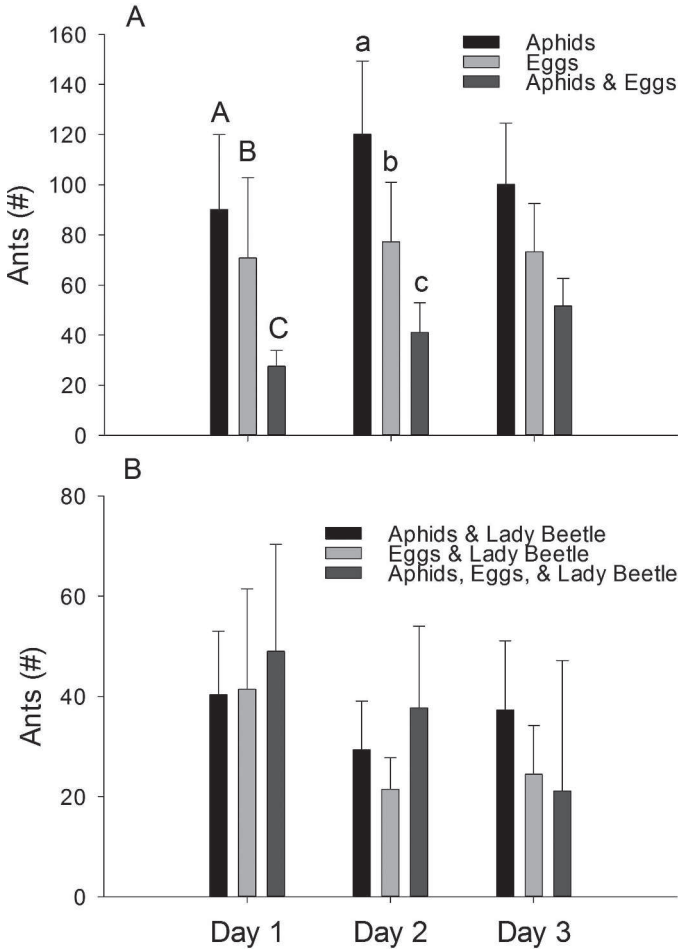 A
160
140
120
100
80
60
40
20
0
Ants (#)
Aphids
Eggs
Aphids & Eggs
A
B
C
a
b
c
B
80
60
40
20
0
Ants (#)
Aphids & Lady Beetle
Eggs & Lady Beetle
Aphids, Eggs, & Lady Beetle
Day 1 Day 2 Day 3